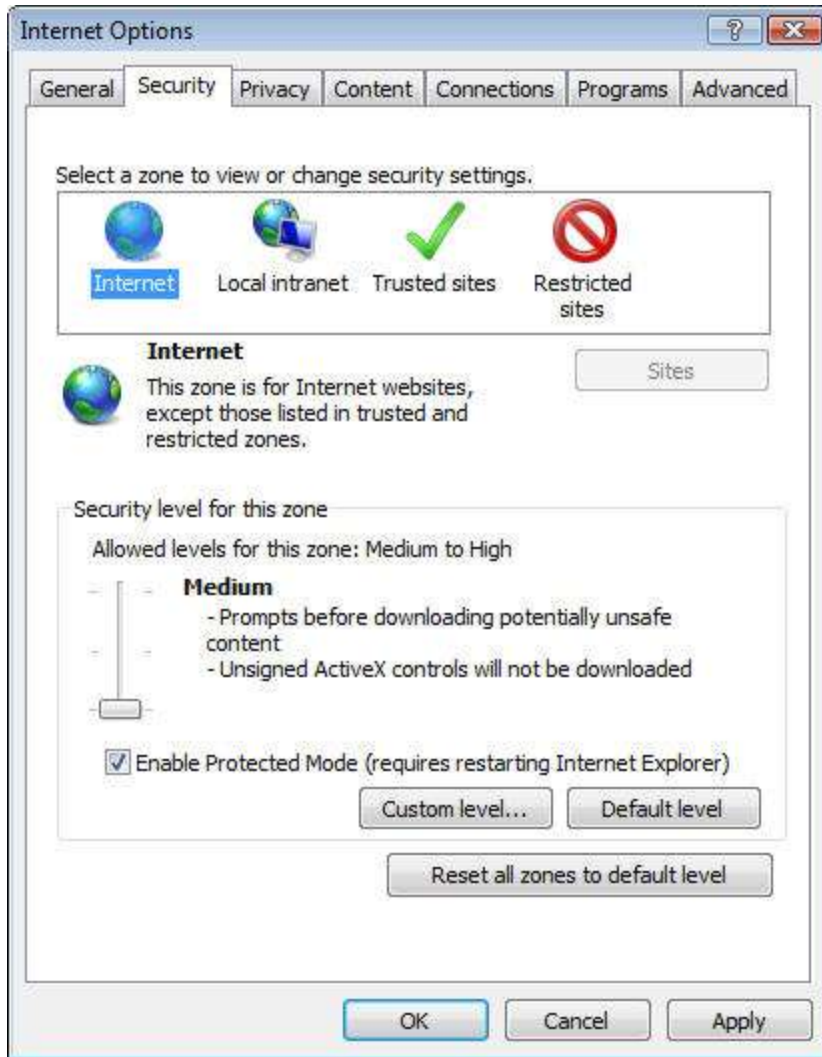 Internet Options
General Security Privacy Content Connections Programs Advanced
Select a zone to view or change security settings.
Internet Local intranet Trusted sites Restricted
sites
Internet
Sites
This zone is for Internet websites,
except those listed in trusted and
restricted zones.
Security level for this zone
Allowed levels for this zone: Medium to High
Medium
- Prompts before downloading potentially unsafe
content
- Unsigned ActiveX controls will not be downloaded
Enable Protected Mode (requires restarting Internet Explorer)
Custom level... Default level
Reset all zones to default level
OK Cancel Apply